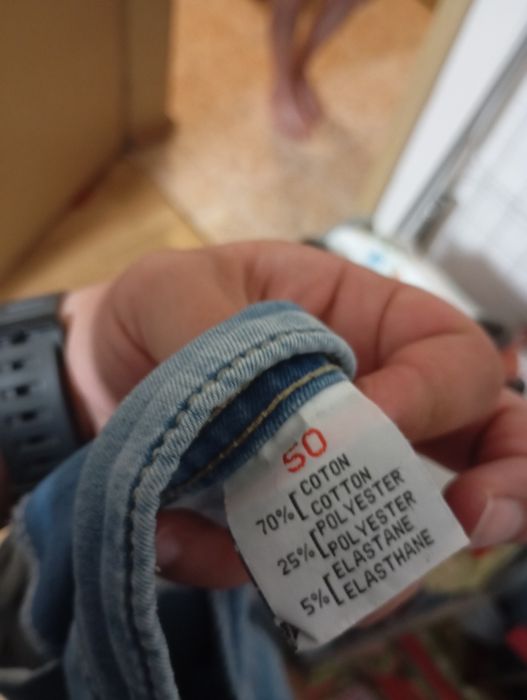 50
70% [ COTON
COTTON
25% [ POLYESTER
POLYESTER
5% [ ELASTANE
ELASTHANE